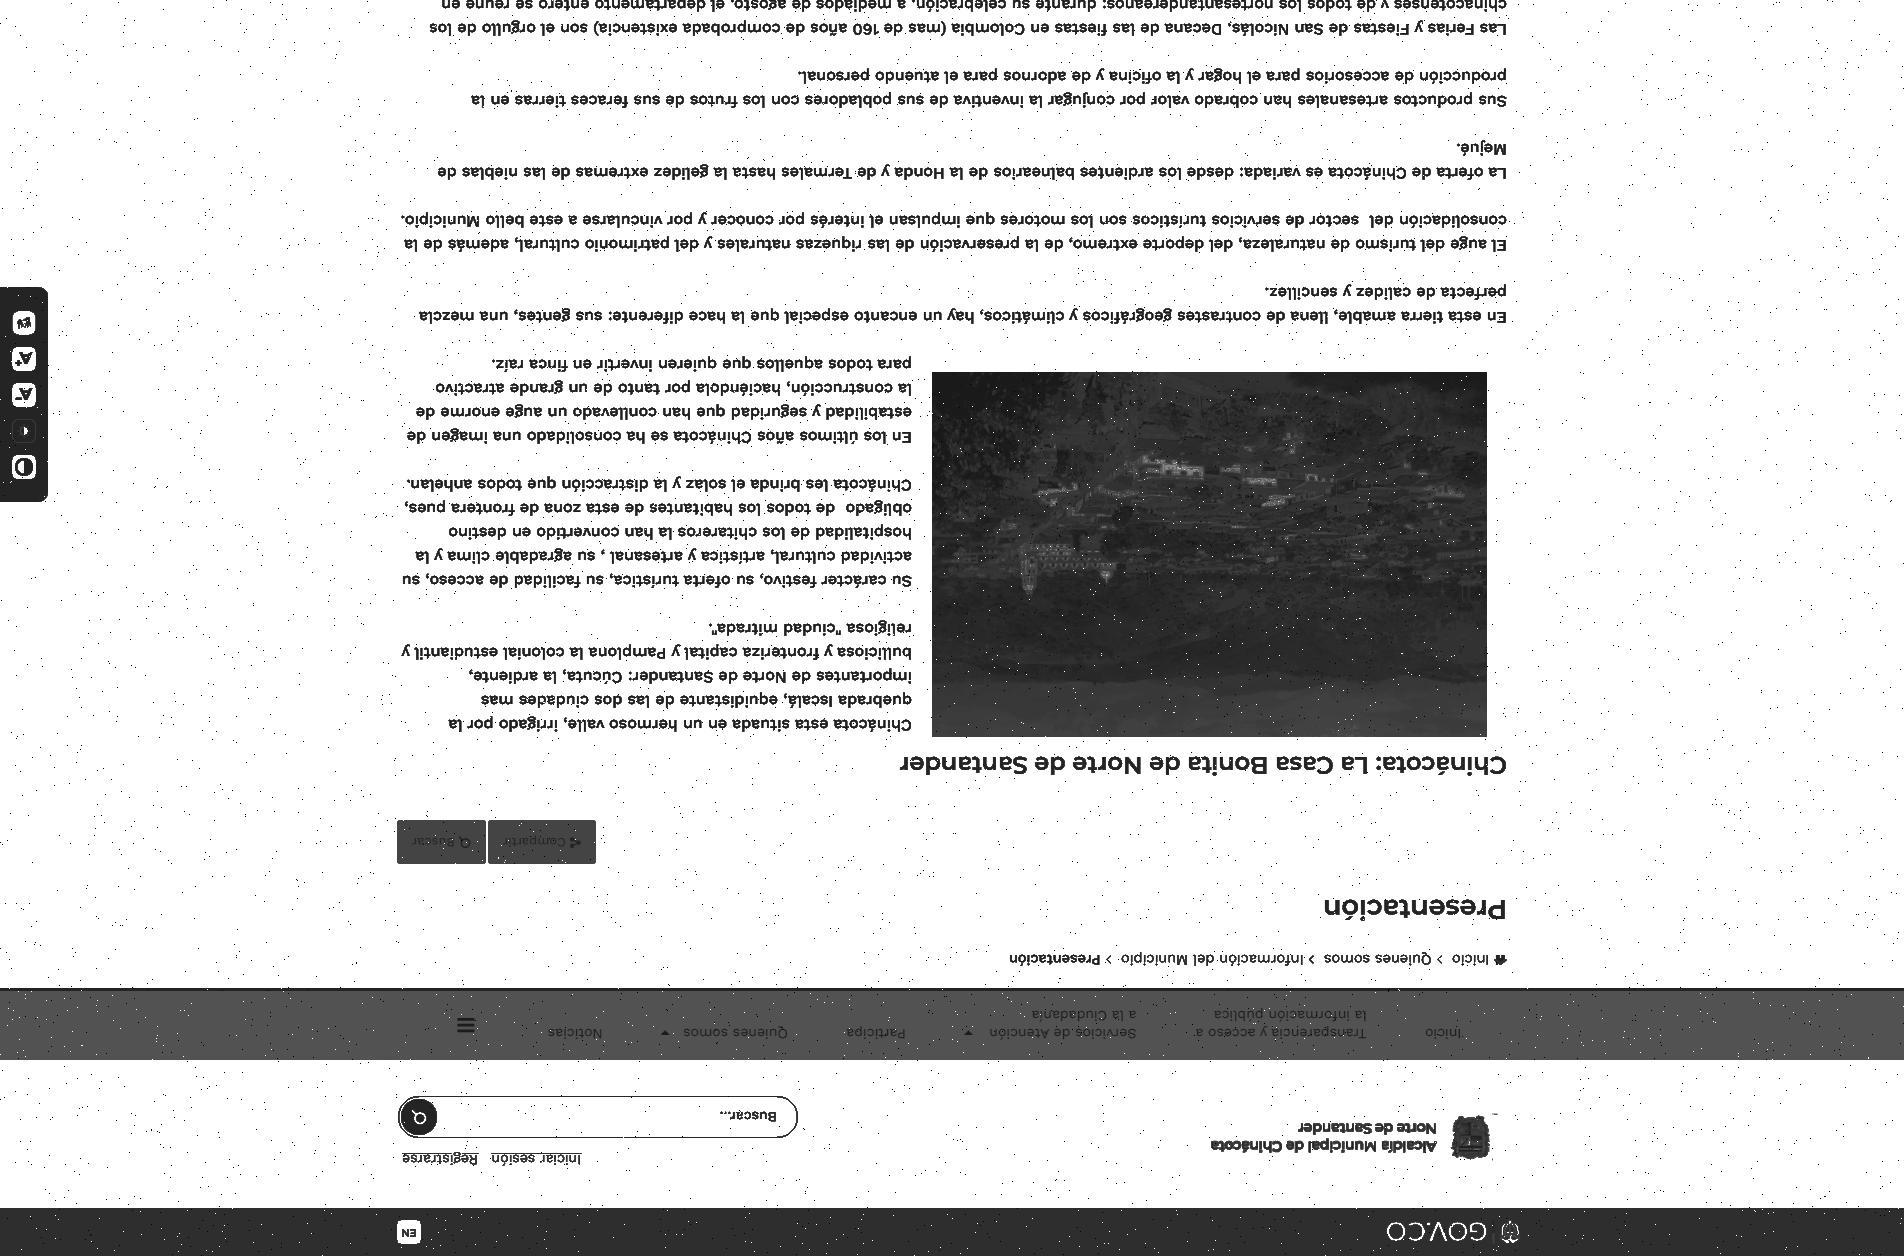 GOV.CO
EN
Alcaldía Municipal de Chinácota
Norte de Santander
Iniciar sesión Registrarse
Buscar...
Inicio
Transparencia y acceso a
la información pública
Servicios de Atención
a la Ciudadanía
Participa
Quienes somos
Noticias
Inicio > Quienes somos > Información del Municipio > Presentación
Presentación
Compartir
Buscar
Chinácota: La Casa Bonita de Norte de Santander
Chinácota esta situada en un hermoso valle, irrigado por la
quebrada Iscalá, equidistante de las dos ciudades mas
importantes de Norte de Santander: Cúcuta, la ardiente,
bulliciosa y fronteriza capital y Pamplona la colonial estudiantil y
religiosa "ciudad mitrada".
Su carácter festivo, su oferta turística, su facilidad de acceso, su
actividad cultural, artística y artesanal , su agradable clima y la
hospitalidad de los chitareros la han convertido en destino
obligado de todos los habitantes de esta zona de frontera pues,
Chinácota les brinda el solaz y la distracción que todos anhelan.
En los últimos años Chinácota se ha consolidado una imagen de
estabilidad y seguridad que han conllevado un auge enorme de
la construcción, haciéndola por tanto de un grande atractivo
para todos aquellos que quieren invertir en finca raíz.
En esta tierra amable, llena de contrastes geográficos y climáticos, hay un encanto especial que la hace diferente: sus gentes, una mezcla
perfecta de calidez y sencillez.
El auge del turismo de naturaleza, del deporte extremo, de la preservación de las riquezas naturales y del patrimonio cultural, además de la
consolidación del sector de servicios turísticos son los motores que impulsan el interés por conocer y por vincularse a este bello Municipio.
La oferta de Chinácota es variada: desde los ardientes balnearios de la Honda y de Termales hasta la gelidez extremas de las nieblas de
Mejué.
Sus productos artesanales han cobrado valor por conjugar la inventiva de sus pobladores con los frutos de sus feraces tierras en la
producción de accesorios para el hogar y la oficina y de adornos para el atuendo personal.
Las Ferias y Fiestas de San Nicolás, Decana de las fiestas en Colombia (mas de 160 años de comprobada existencia) son el orgullo de los
chinacotenses y de todos los nortesantandereanos: durante su celebración, a mediados de agosto, el departamento entero se reune en